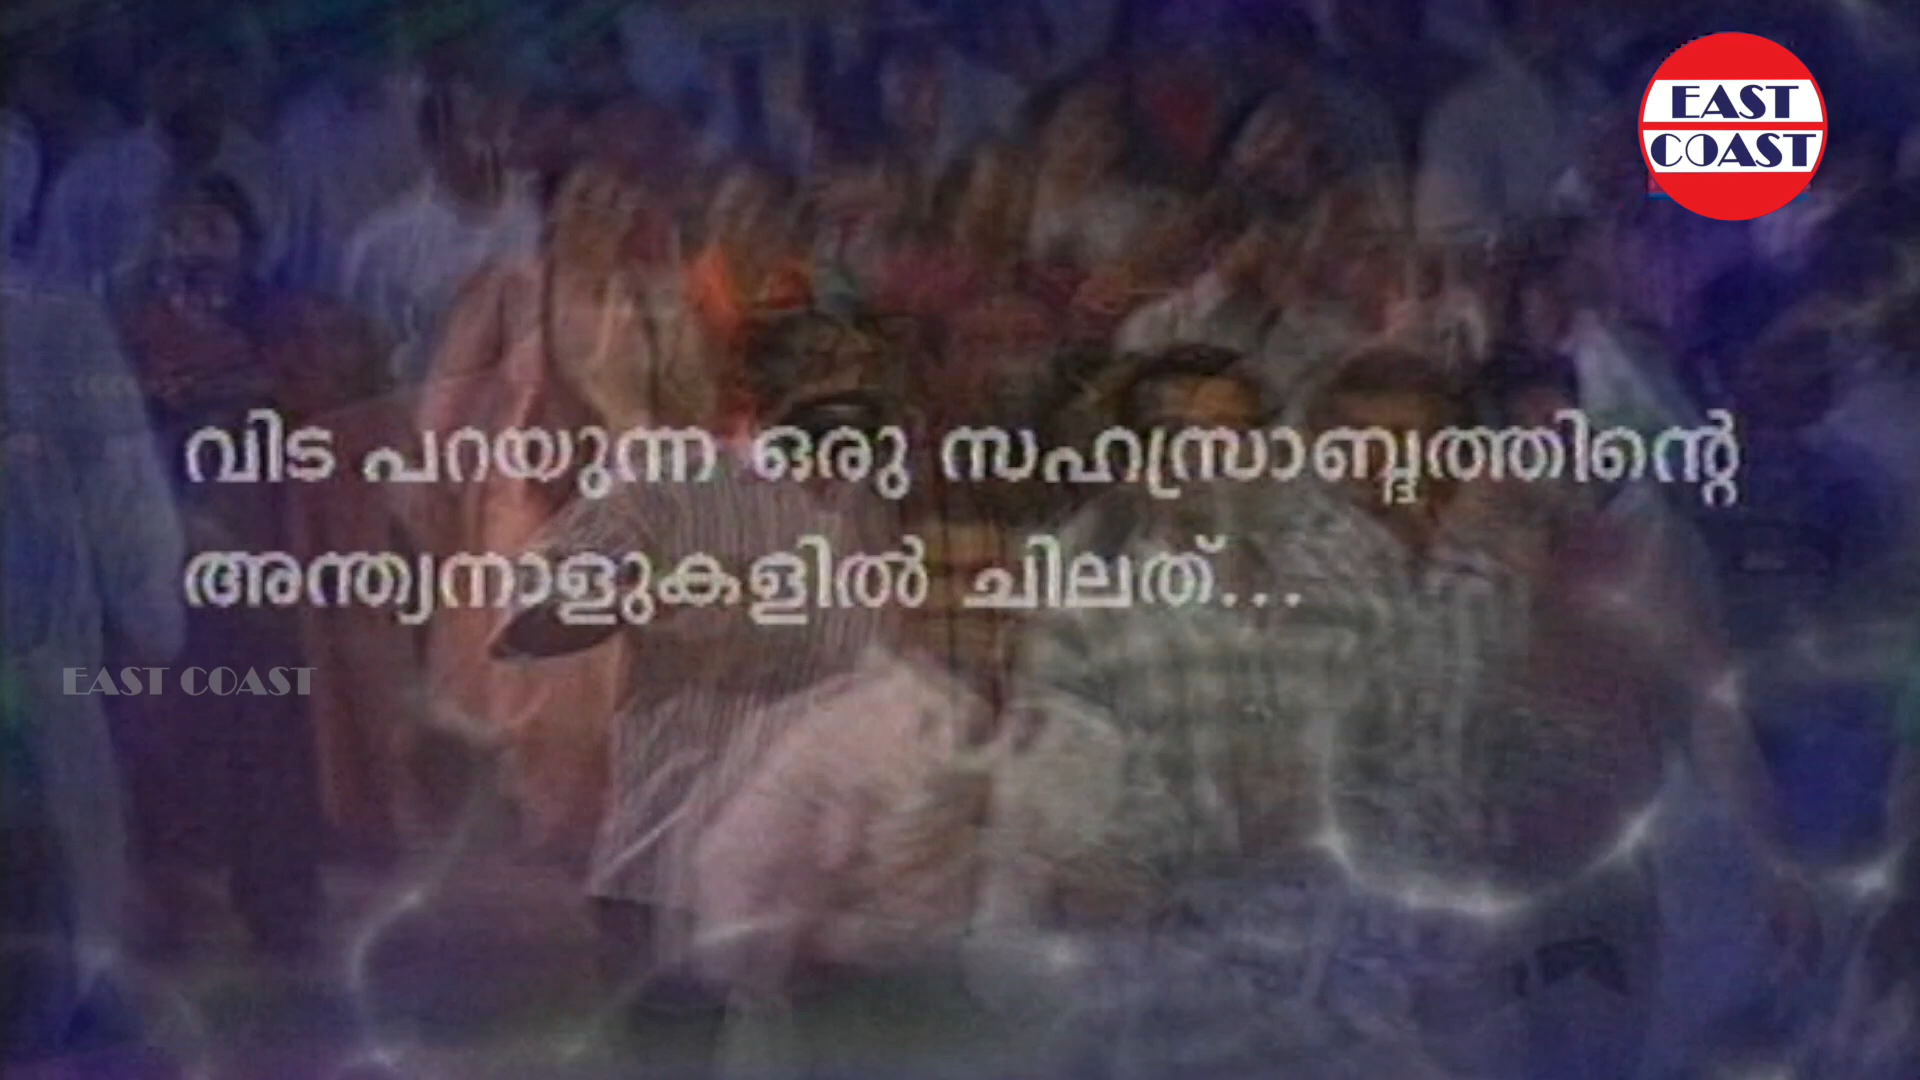 EAST
COAST
വിട പറയുന്ന ഒരു സഹസ്രാബ്ദത്തിന്റെ
അന്ത്യനാളുകളിൽ ചിലത്...
EAST COAST